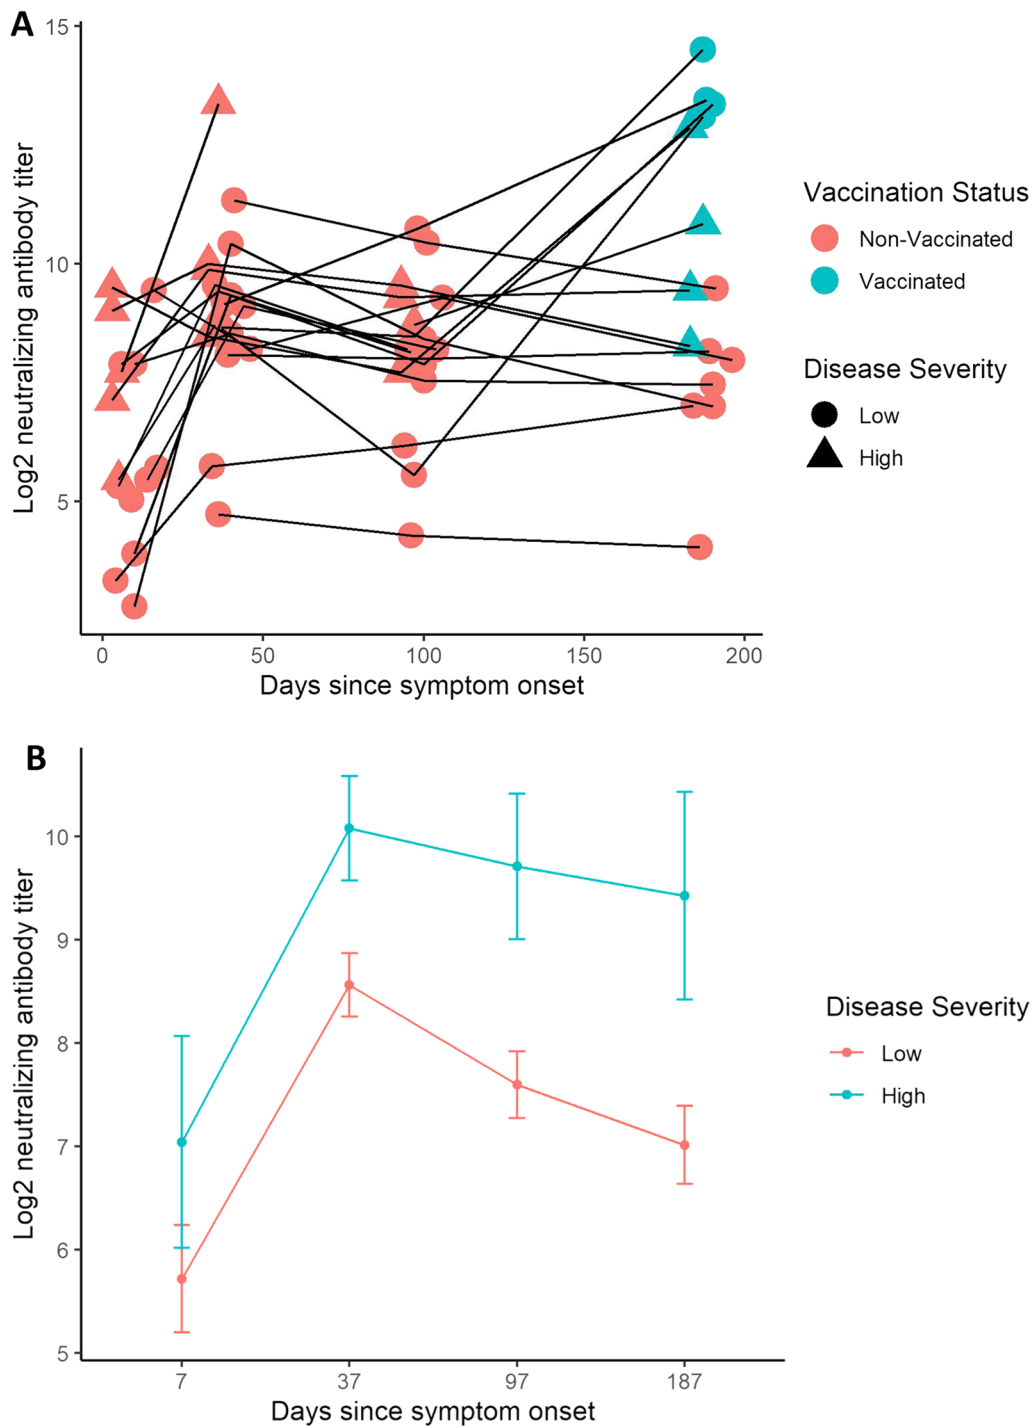 A
15
10
5
Log2 neutralizing antibody titer
0 50 100 150 200
Days since symptom onset
Vaccination Status
Non-Vaccinated
Vaccinated
Disease Severity
Low
High
B
10
9
8
7
6
5
Log2 neutralizing antibody titer
7 37 97 187
Days since symptom onset
Disease Severity
Low
High